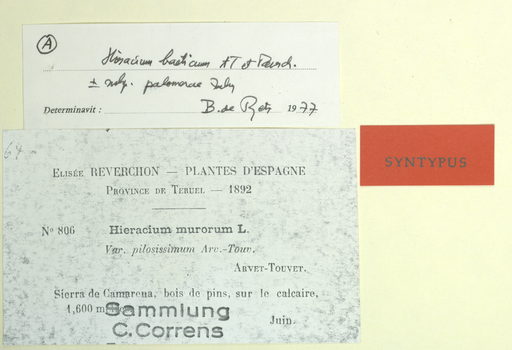 A
Hieracium baeticum AT et Reverch.
± ssp. palomerae
Determinavit : B. de Retz 1977
64
SYNTYPUS
ELISÉE REVERCHON — PLANTES D'ESPAGNE
PROVINCE DE TERUEL — 1892
N° 806 Hieracium murorum L.
Var. pilosissimum Arv.-Touv.
ARVET-TOUVET.
Sierra de Camarena, bois de pins, sur le calcaire,
1,600 m
Juin.
Sammlung
C.Correns